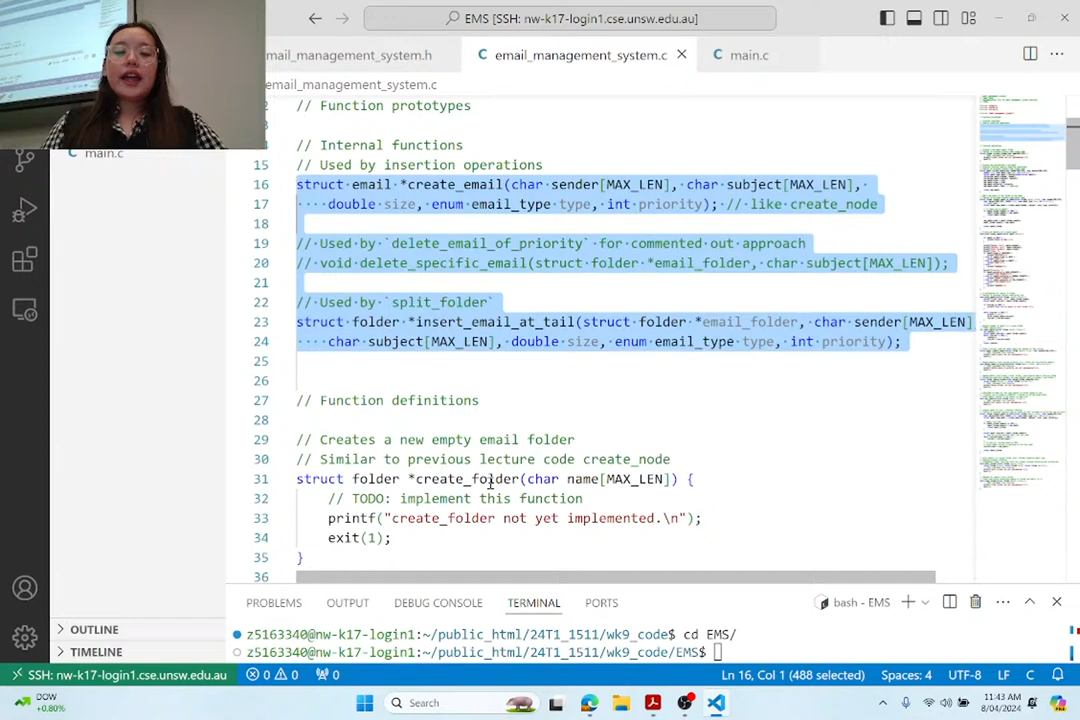 EMS [SSH: nw-k17-login1.cse.unsw.edu.au]
email_management_system.h
C email_management_system.c
C main.c
email_management_system.c
C main.c
// Function prototypes
// Internal functions
15 // Used by insertion operations
16 struct email *create_email(char sender[MAX_LEN], char subject[MAX_LEN],
17 double size, enum email_type type, int priority); // like create_node
18
19 // Used by `delete_email_of_priority` for commented out approach
20 // void delete_specific_email(struct folder *email_folder, char subject[MAX_LEN]);
21
22 // Used by `split_folder`
23 struct folder *insert_email_at_tail(struct folder *email_folder, char sender[MAX_LEN]
24 char subject[MAX_LEN], double size, enum email_type type, int priority);
25
26
27 // Function definitions
28
29 // Creates a new empty email folder
30 // Similar to previous lecture code create_node
31 struct folder *create_folder(char name[MAX_LEN]) {
32 // TODO: implement this function
33 printf("create_folder not yet implemented.\n");
34 exit(1);
35 }
36
OUTLINE
TIMELINE
PROBLEMS OUTPUT DEBUG CONSOLE TERMINAL PORTS
bash - EMS
z5163340@nw-k17-login1:~/public_html/24T1_1511/wk9_code$ cd EMS/
z5163340@nw-k17-login1:~/public_html/24T1_1511/wk9_code/EMS$
SSH: nw-k17-login1.cse.unsw.edu.au 0 0 0
Ln 16, Col 1 (488 selected) Spaces: 4 UTF-8 LF C
DOW
+0.80%
Search
11:43 AM
8/04/2024